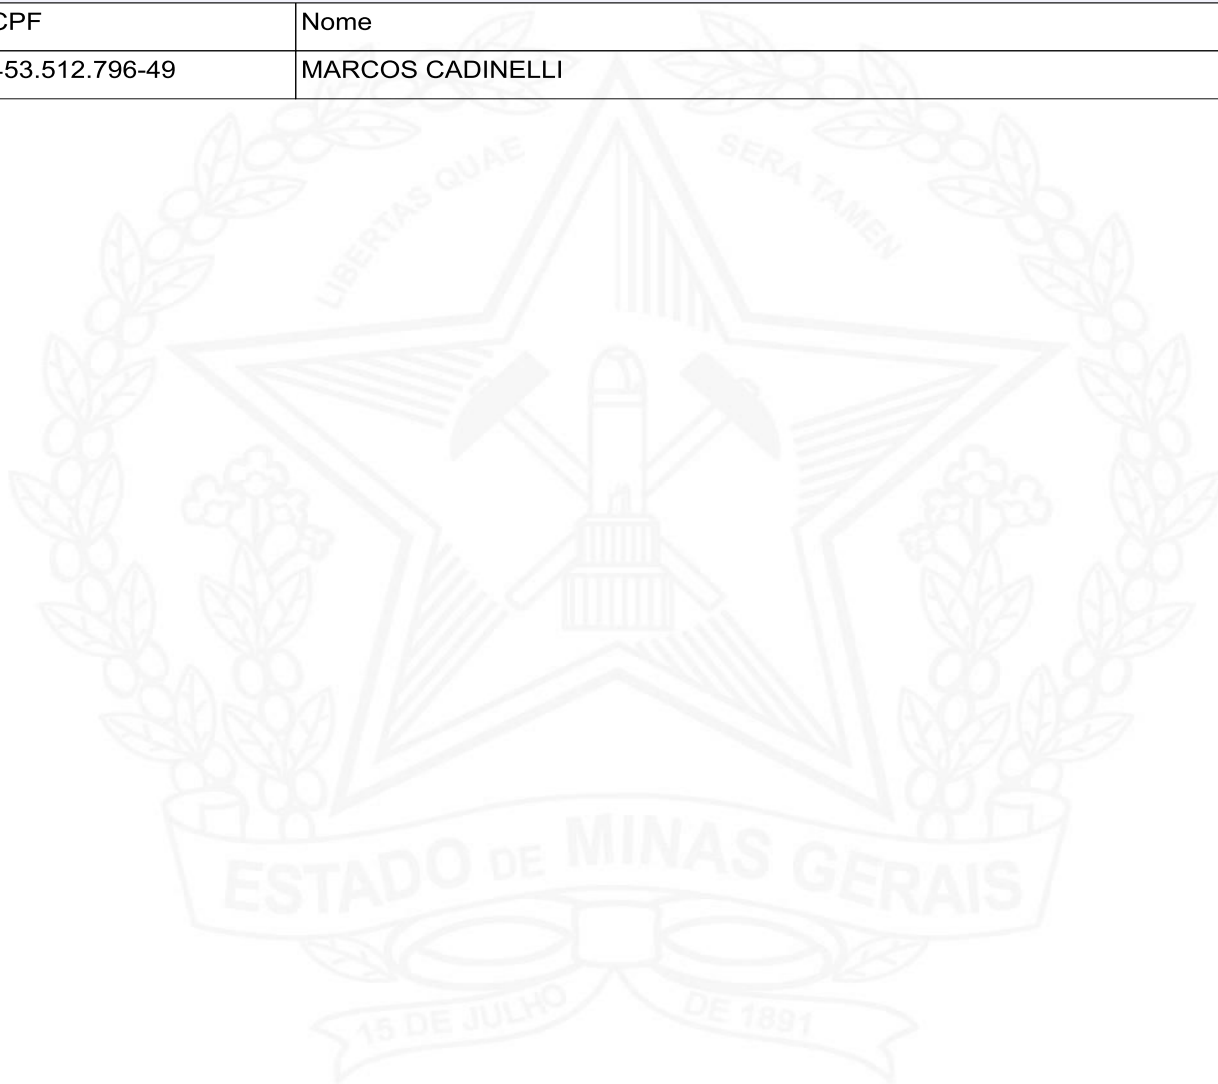 CPF Nome
453.512.796-49 MARCOS CADINELLI
LIBERTAS QUAE SERA TAMEN
ESTADO DE MINAS GERAIS
15 DE JULHO DE 1891